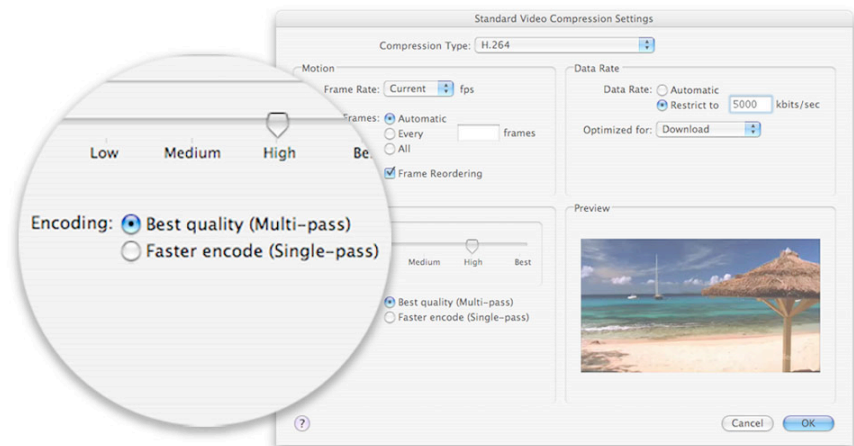 Standard Video Compression Settings
Compression Type: H.264
Motion
Frame Rate: Current fps
Frames: Automatic
Every frames
All
Frame Reordering
Data Rate
Data Rate: Automatic
Restrict to 5000 kbits/sec
Optimized for: Download
Low Medium High
Encoding: Best quality (Multi-pass)
Faster encode (Single-pass)
Medium High Best
Best quality (Multi-pass)
Faster encode (Single-pass)
Preview
?
Cancel OK